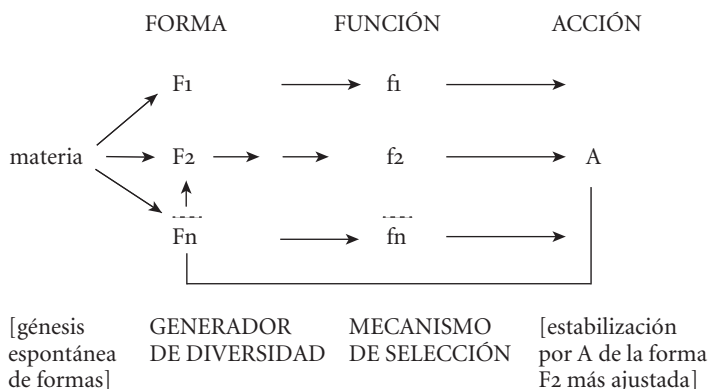 FORMA FUNCIÓN ACCIÓN
F1 f1
materia F2 f2 A
Fn fn
[génesis GENERADOR MECANISMO [estabilización
espontánea DE DIVERSIDAD DE SELECCIÓN por A de la forma
de formas] F2 más ajustada]